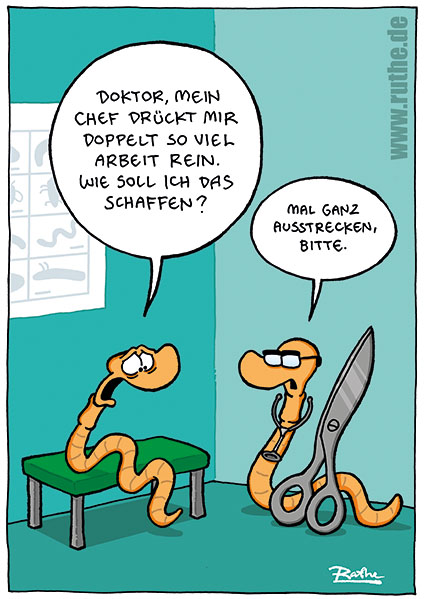 DOKTOR, MEIN
CHEF DRÜCKT MIR
DOPPELT SO VIEL
ARBEIT REIN.
WIE SOLL ICH DAS
SCHAFFEN?
MAL GANZ
AUSSTRECKEN,
BITTE.
www.ruthe.de
Ruthe